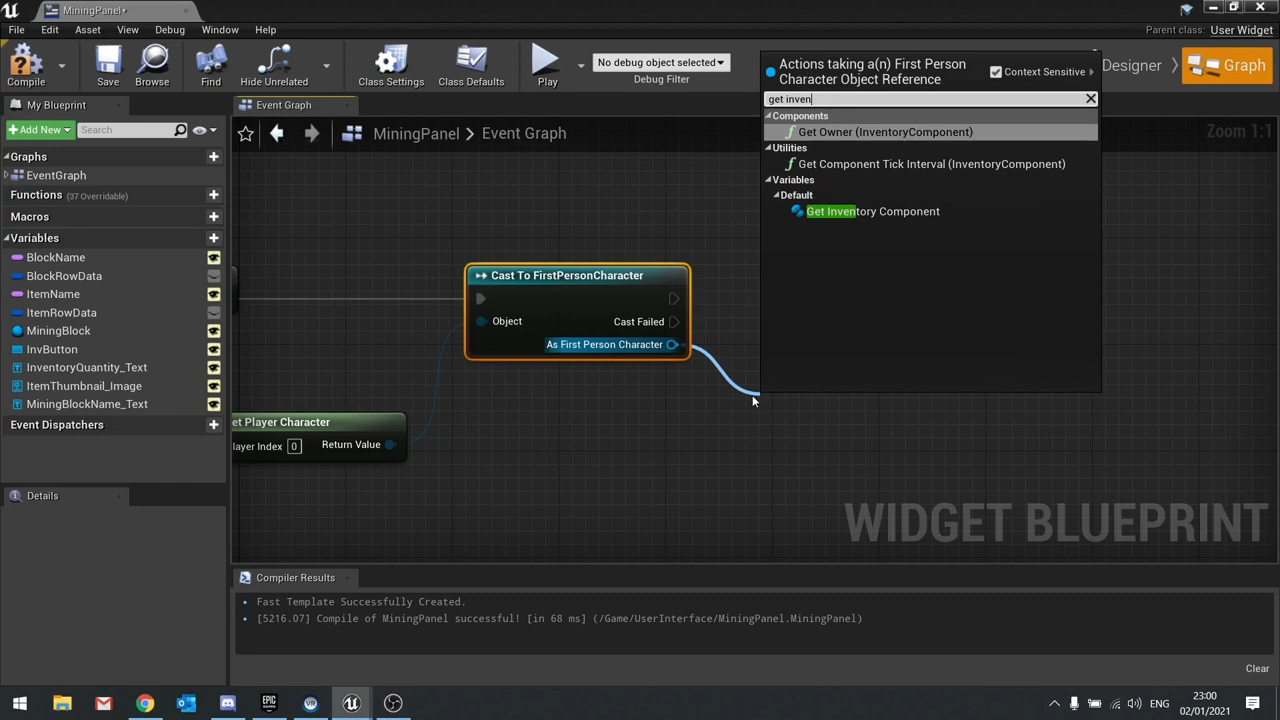 MiningPanel*
File
Edit
Asset
View
Debug
Window
Help
Parent class: User Widget
Compile
Save
Browse
Find
Hide Unrelated
Class Settings
Class Defaults
Play
No debug object selected
Debug Filter
Designer
Graph
My Blueprint
Add New
Search
Graphs
EventGraph
Functions (37 Overridable)
Macros
Variables
BlockName
BlockRowData
ItemName
ItemRowData
MiningBlock
InvButton
InventoryQuantity_Text
ItemThumbnail_Image
MiningBlockName_Text
Event Dispatchers
Details
Event Graph
MiningPanel > Event Graph
Zoom 1:1
Cast To FirstPersonCharacter
Object
Cast Failed
As First Person Character
et Player Character
layer Index 0
Return Value
Actions taking a(n) First Person
Character Object Reference
Context Sensitive
get inven
Components
Get Owner (InventoryComponent)
Utilities
Get Component Tick Interval (InventoryComponent)
Variables
Default
Get Inventory Component
WIDGET BLUEPRINT
Compiler Results
Fast Template Successfully Created.
[5216.07] Compile of MiningPanel successful! [in 68 ms] (/Game/UserInterface/MiningPanel.MiningPanel)
Clear
EPIC
GAMES
ENG
23:00
02/01/2021